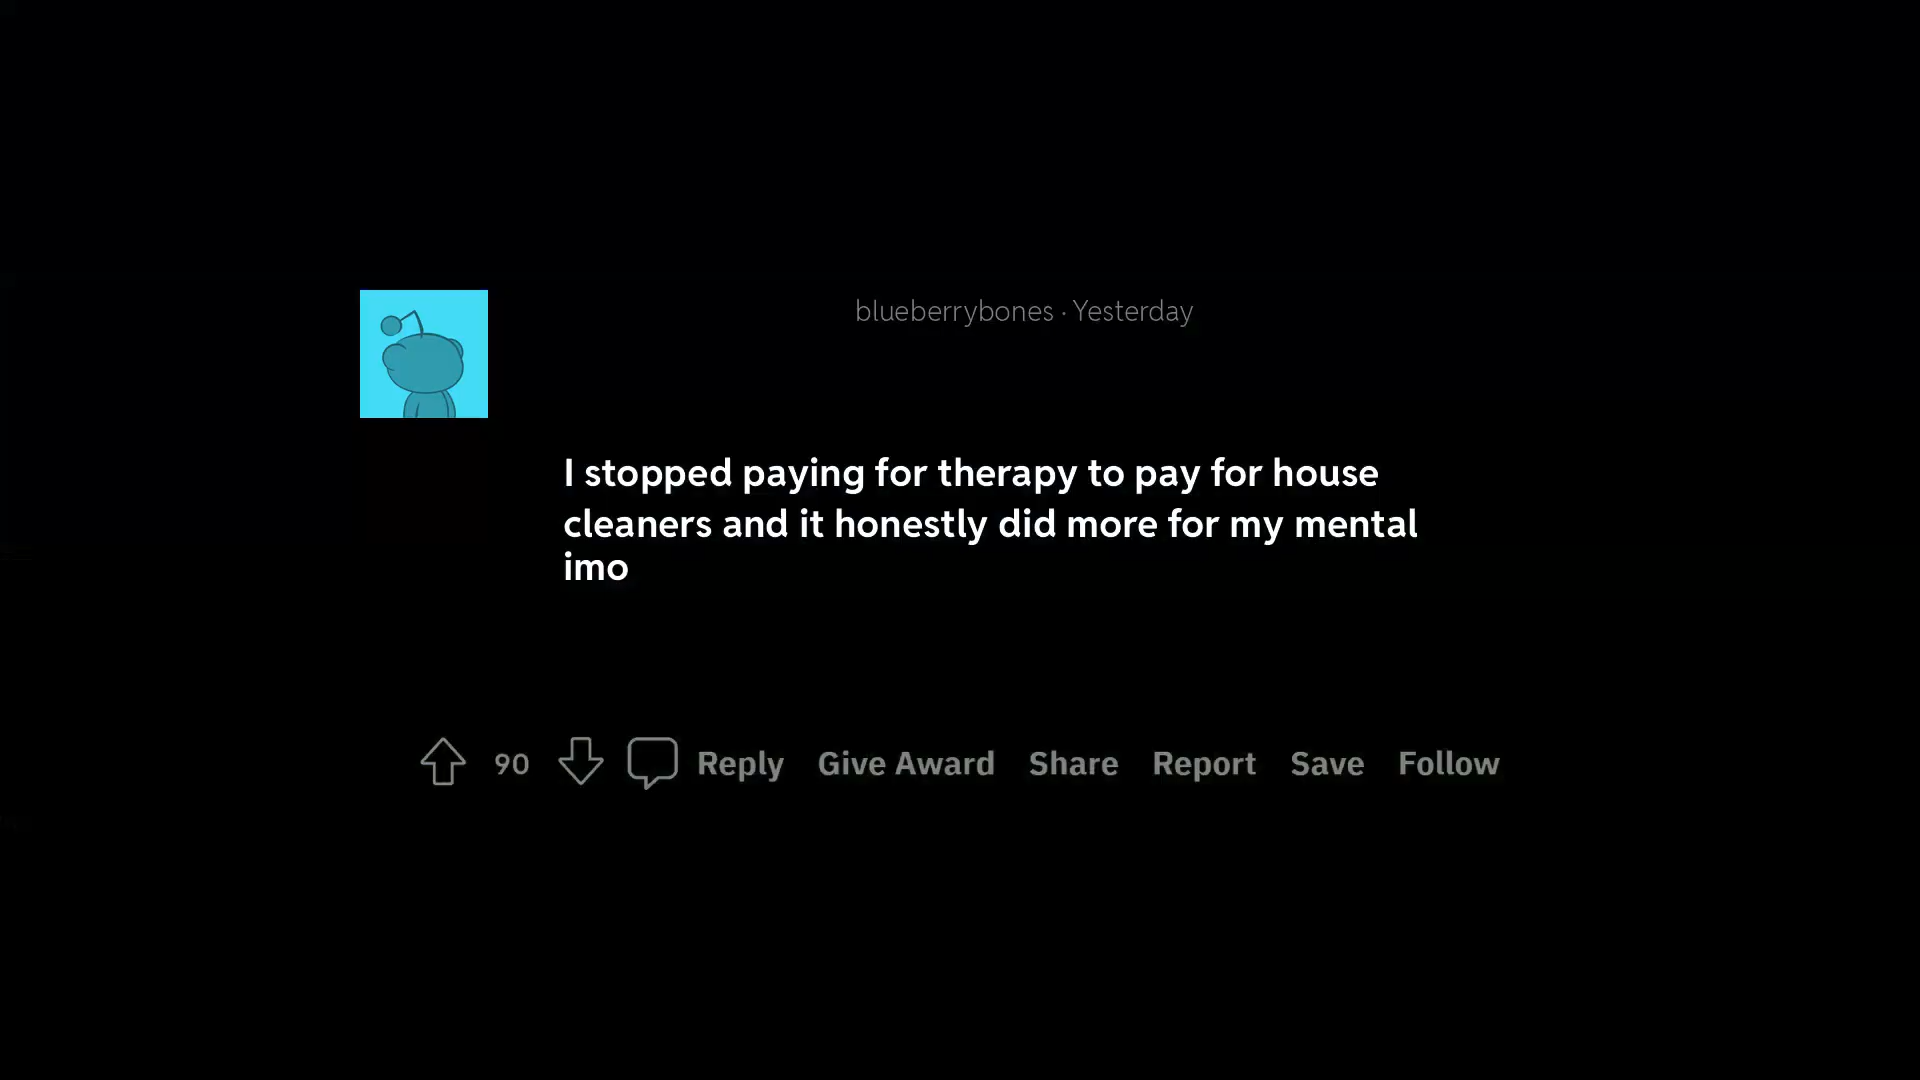 blueberrybones · Yesterday
I stopped paying for therapy to pay for house
cleaners and it honestly did more for my mental
imo
90 Reply Give Award Share Report Save Follow